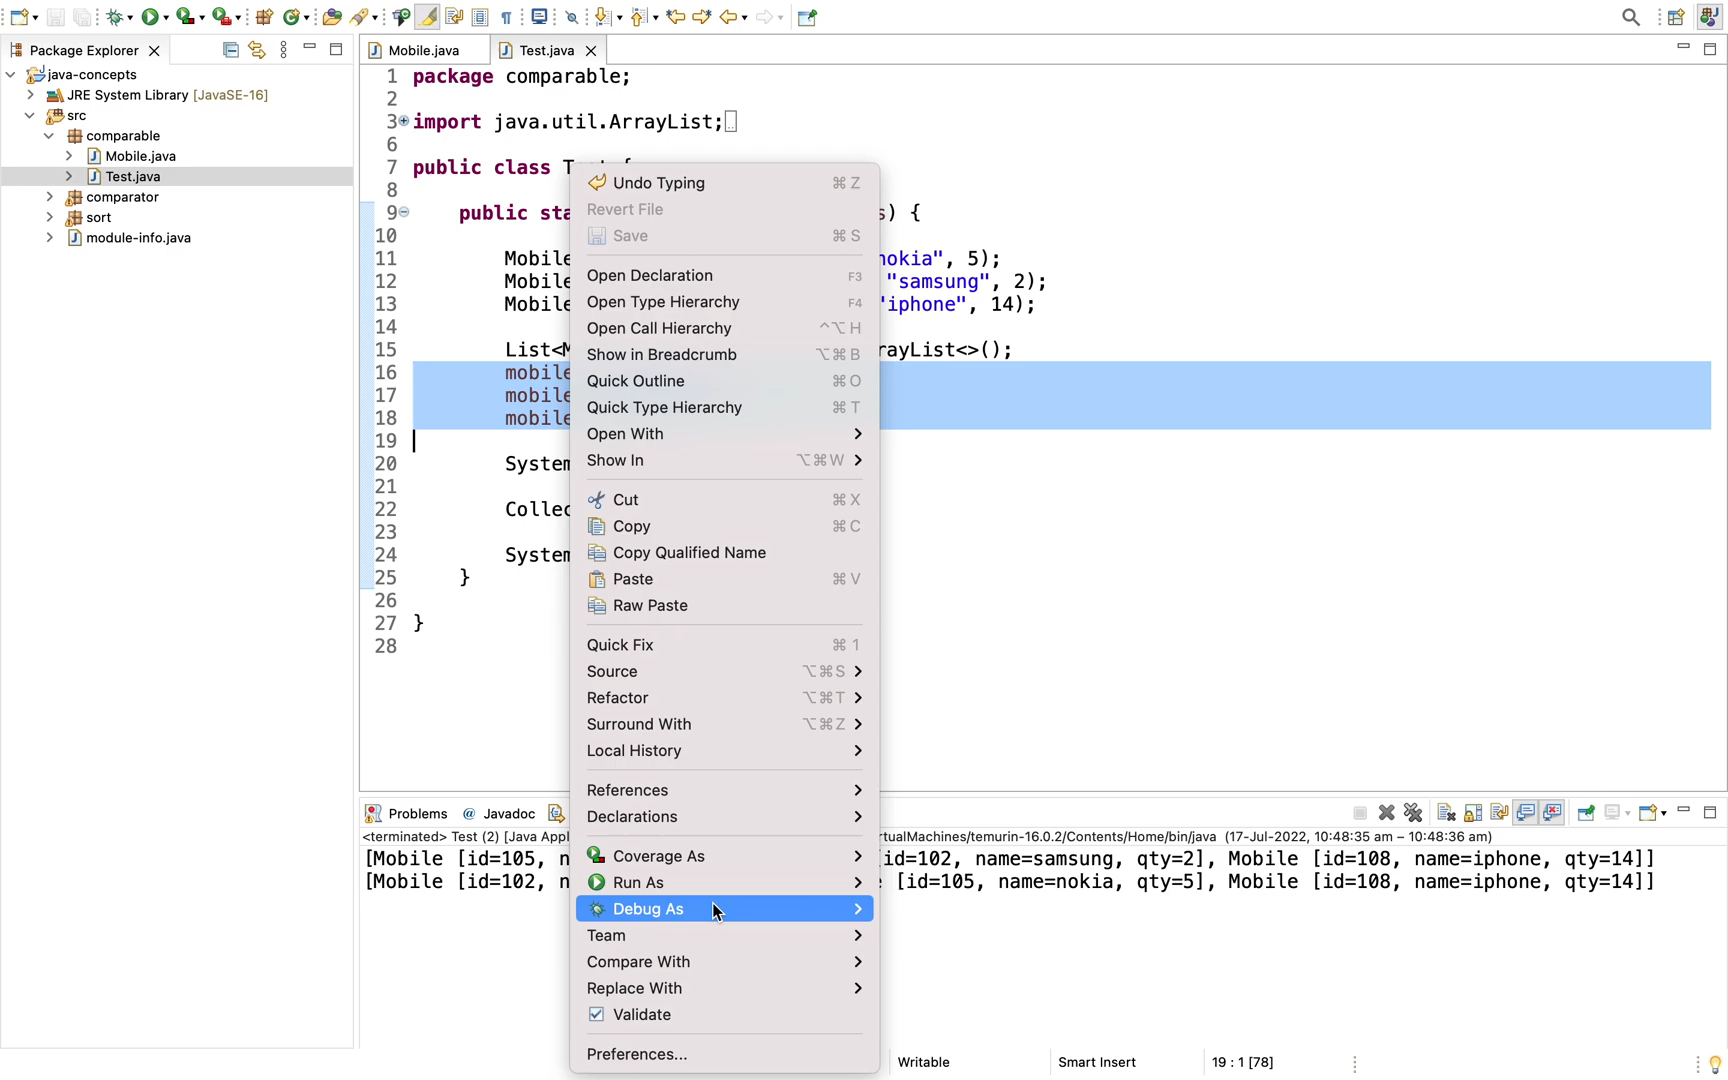 Package Explorer
java-concepts
JRE System Library [JavaSE-16]
src
comparable
Mobile.java
Test.java
comparator
sort
module-info.java
Mobile.java
Test.java
1 package comparable;
2
3 import java.util.ArrayList;
6
7 public class
8
9 public sta s) {
10
11 Mobile nokia", 5);
12 Mobile "samsung", 2);
13 Mobile "iphone", 14);
14
15 List<M rayList<>();
16 mobile
17 mobile
18 mobile
19
20 System
21
22 Collec
23
24 System
25 }
26
27 }
28
Undo Typing ⌘ Z
Revert File
Save ⌘ S
Open Declaration F3
Open Type Hierarchy F4
Open Call Hierarchy ^⌥ H
Show in Breadcrumb ⌥⌘ B
Quick Outline ⌘ O
Quick Type Hierarchy ⌘ T
Open With
Show In ⌥⌘ W
Cut ⌘ X
Copy ⌘ C
Copy Qualified Name
Paste ⌘ V
Raw Paste
Quick Fix ⌘ 1
Source ⌥⌘ S
Refactor ⌥⌘ T
Surround With ⌥⌘ Z
Local History
References
Declarations
Coverage As
Run As
Debug As
Team
Compare With
Replace With
Validate
Preferences...
Problems @ Javadoc
<terminated> Test (2) [Java Appl rtualMachines/temurin-16.0.2/Contents/Home/bin/java (17-Jul-2022, 10:48:35 am – 10:48:36 am)
[Mobile [id=105, n id=102, name=samsung, qty=2], Mobile [id=108, name=iphone, qty=14]]
[Mobile [id=102, n [id=105, name=nokia, qty=5], Mobile [id=108, name=iphone, qty=14]]
Writable
Smart Insert
19 : 1 [78]